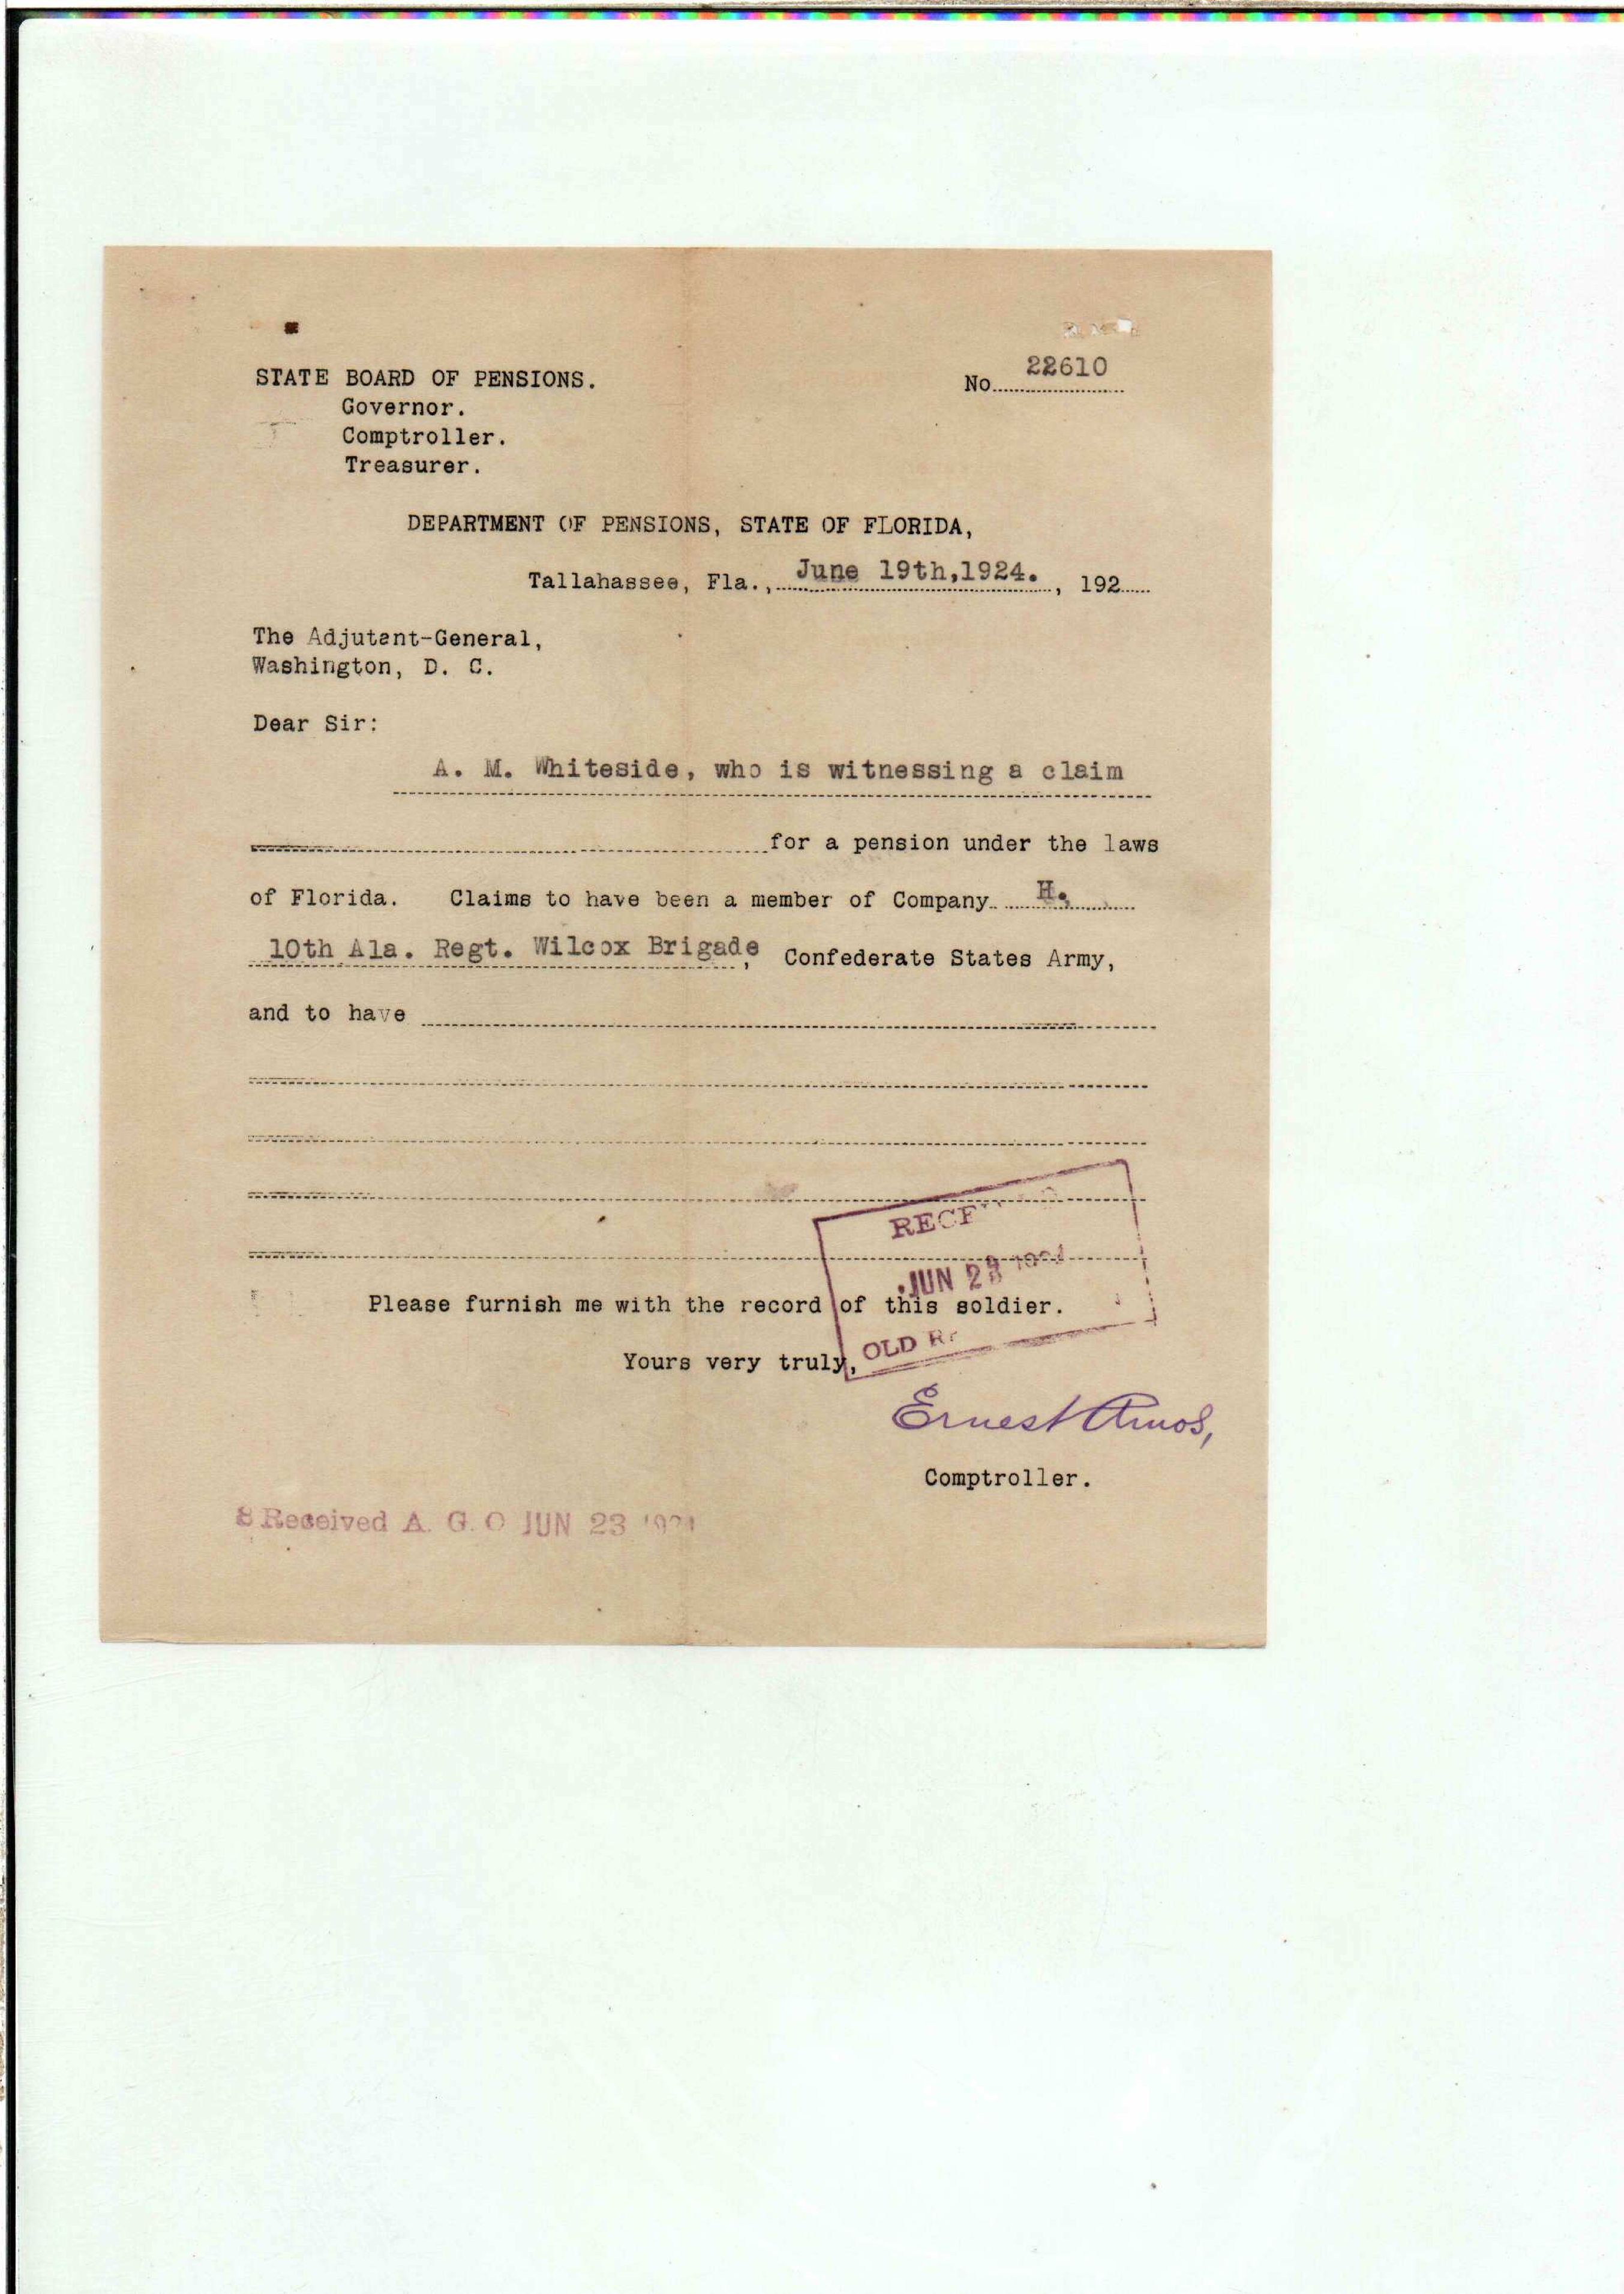 STATE BOARD OF PENSIONS.
No 22610
Governor.
Comptroller.
Treasurer.
DEPARTMENT OF PENSIONS, STATE OF FLORIDA,
Tallahassee, Fla., June 19th,1924. , 192
The Adjutant-General,
Washington, D. C.
Dear Sir:
A. M. Whiteside, who is witnessing a claim
for a pension under the laws
of Florida. Claims to have been a member of Company H.
10th Ala. Regt. Wilcox Brigade, Confederate States Army,
and to have
JUN 23
Please furnish me with the record of this soldier.
OLD
Yours very truly,
Ernest Amos,
Comptroller.
8 Received A. G. O JUN 23 1924